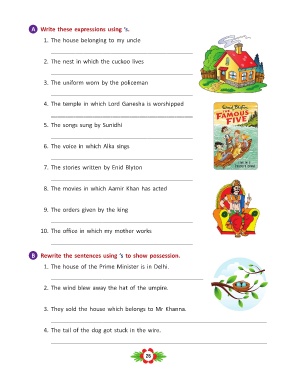 A Write these expressions using 's.
1. The house belonging to my uncle
2. The nest in which the cuckoo lives
3. The uniform worn by the policeman
4. The temple in which Lord Ganesha is worshipped
Enid Blyton
THE FAMOUS FIVE
5. The songs sung by Sunidhi
6. The voice in which Alka sings
7. The stories written by Enid Blyton
8. The movies in which Aamir Khan has acted
9. The orders given by the king
10. The office in which my mother works
B Rewrite the sentences using 's to show possession.
1. The house of the Prime Minister is in Delhi.
2. The wind blew away the hat of the umpire.
3. They sold the house which belongs to Mr Khanna.
4. The tail of the dog got stuck in the wire.
25